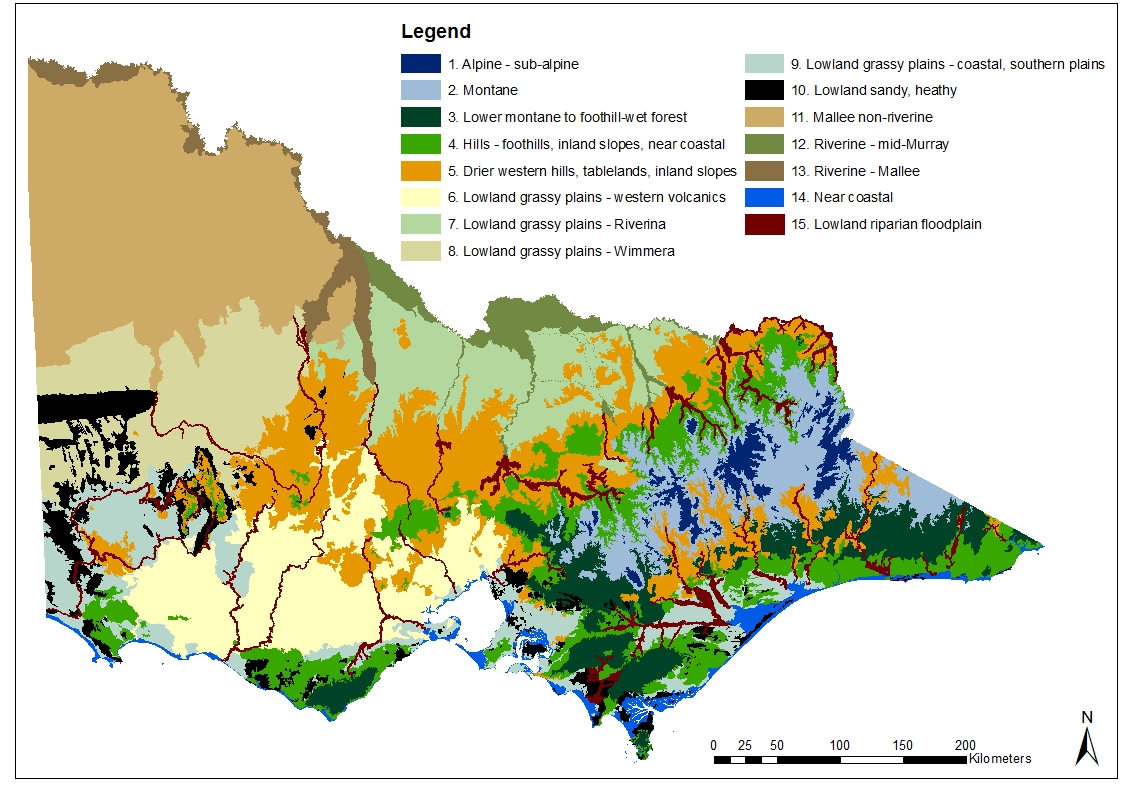 Legend
1. Alpine - sub-alpine
2. Montane
3. Lower montane to foothill-wet forest
4. Hills - foothills, inland slopes, near coastal
5. Drier western hills, tablelands, inland slopes
6. Lowland grassy plains - western volcanics
7. Lowland grassy plains - Riverina
8. Lowland grassy plains - Wimmera
9. Lowland grassy plains - coastal, southern plains
10. Lowland sandy, heathy
11. Mallee non-riverine
12. Riverine - mid-Murray
13. Riverine - Mallee
14. Near coastal
15. Lowland riparian floodplain
N
0 25 50 100 150 200
Kilometers